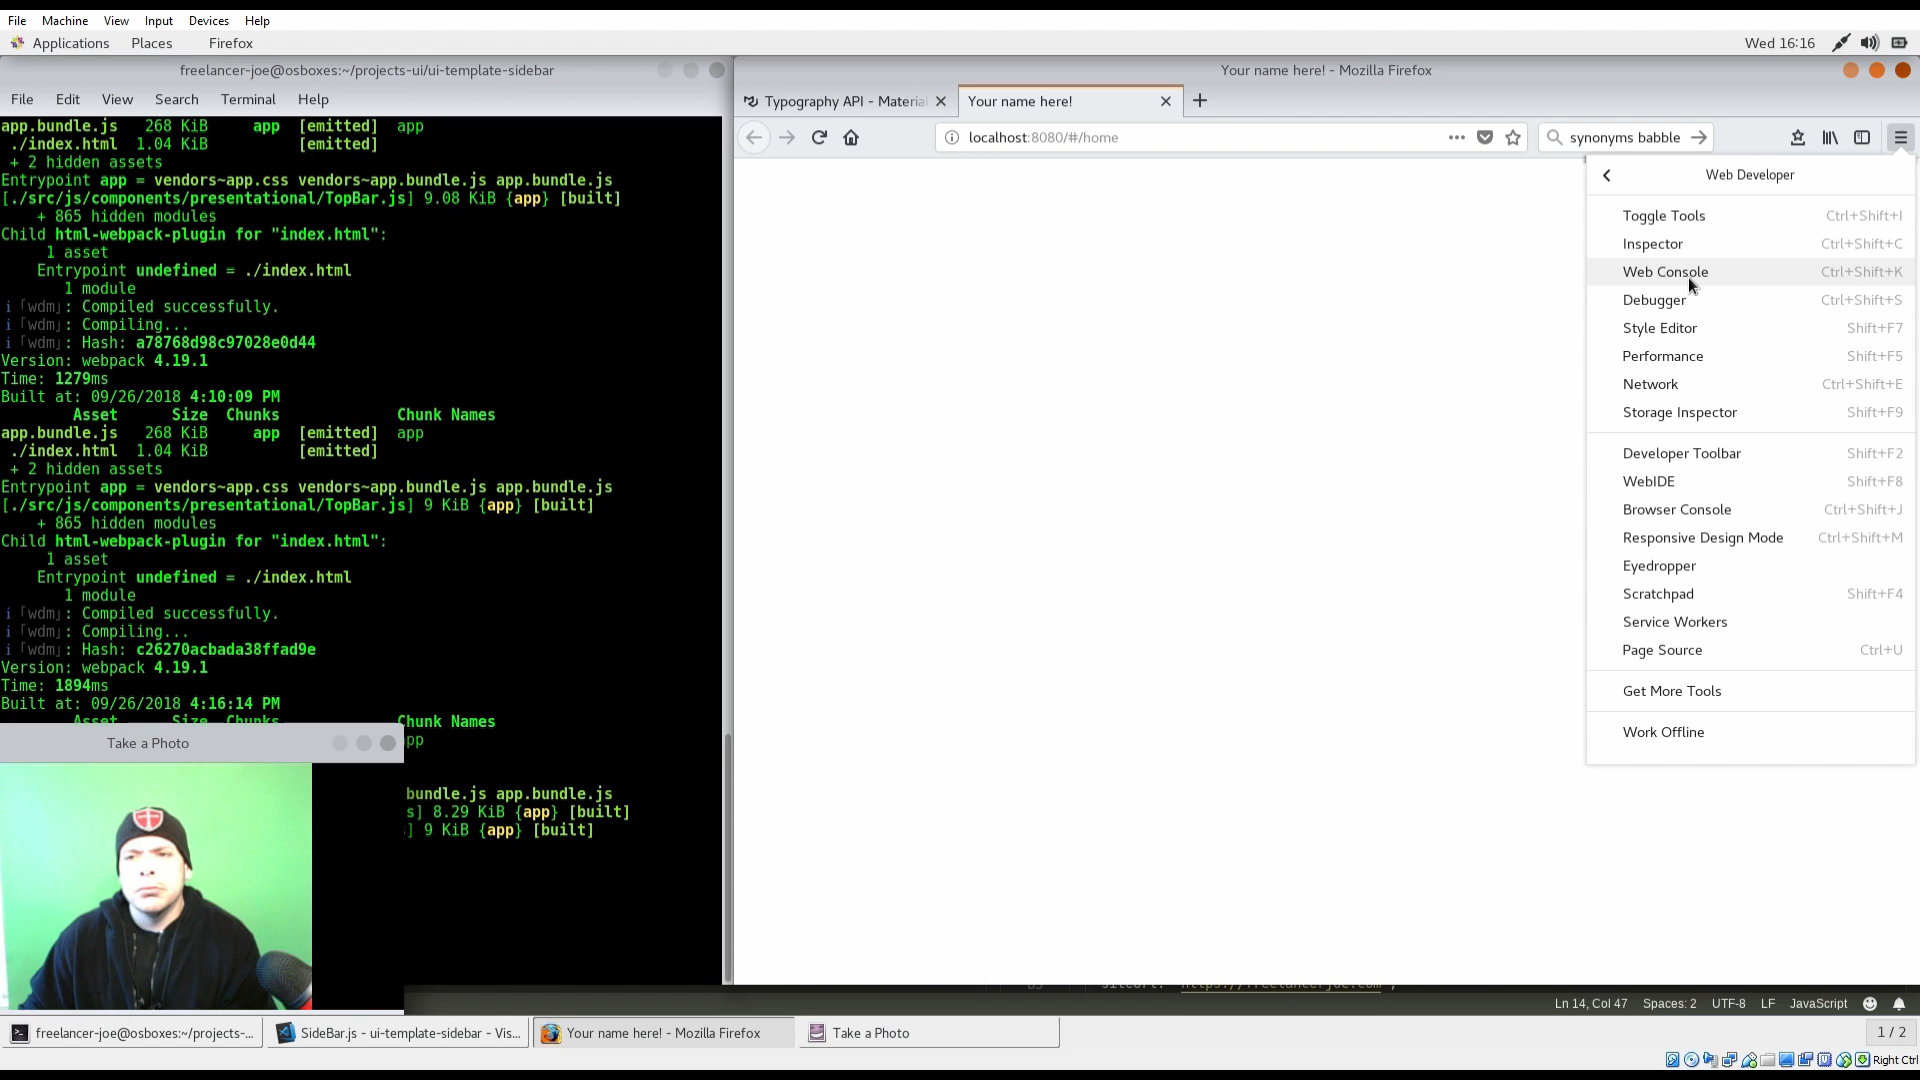 File Machine View Input Devices Help
Applications Places Firefox Wed 16:16
freelancer-joe@osboxes:~/projects-ui/ui-template-sidebar
File Edit View Search Terminal Help
app.bundle.js 268 KiB app [emitted] app
./index.html 1.04 KiB [emitted]
+ 2 hidden assets
Entrypoint app = vendors~app.css vendors~app.bundle.js app.bundle.js
[./src/js/components/presentational/TopBar.js] 9.08 KiB {app} [built]
+ 865 hidden modules
Child html-webpack-plugin for "index.html":
1 asset
Entrypoint undefined = ./index.html
1 module
i ｢wdm｣: Compiled successfully.
i ｢wdm｣: Compiling...
i ｢wdm｣: Hash: a78768d98c97028e0d44
Version: webpack 4.19.1
Time: 1279ms
Built at: 09/26/2018 4:10:09 PM
Asset Size Chunks Chunk Names
app.bundle.js 268 KiB app [emitted] app
./index.html 1.04 KiB [emitted]
+ 2 hidden assets
Entrypoint app = vendors~app.css vendors~app.bundle.js app.bundle.js
[./src/js/components/presentational/TopBar.js] 9 KiB {app} [built]
+ 865 hidden modules
Child html-webpack-plugin for "index.html":
1 asset
Entrypoint undefined = ./index.html
1 module
i ｢wdm｣: Compiled successfully.
i ｢wdm｣: Compiling...
i ｢wdm｣: Hash: c26270acbada38ffad9e
Version: webpack 4.19.1
Time: 1894ms
Built at: 09/26/2018 4:16:14 PM
Asset Size Chunks Chunk Names
pp
bundle.js app.bundle.js
s] 8.29 KiB {app} [built]
] 9 KiB {app} [built]
Take a Photo
Your name here! - Mozilla Firefox
Typography API - Material
Your name here!
localhost:8080/#/home
synonyms babble
Web Developer
Toggle Tools Ctrl+Shift+I
Inspector Ctrl+Shift+C
Web Console Ctrl+Shift+K
Debugger Ctrl+Shift+S
Style Editor Shift+F7
Performance Shift+F5
Network Ctrl+Shift+E
Storage Inspector Shift+F9
Developer Toolbar Shift+F2
WebIDE Shift+F8
Browser Console Ctrl+Shift+J
Responsive Design Mode Ctrl+Shift+M
Eyedropper
Scratchpad Shift+F4
Service Workers
Page Source Ctrl+U
Get More Tools
Work Offline
Ln 14, Col 47 Spaces: 2 UTF-8 LF JavaScript
freelancer-joe@osboxes:~/projects-...
SideBar.js - ui-template-sidebar - Vis...
Your name here! - Mozilla Firefox
Take a Photo
1 / 2
Right Ctrl